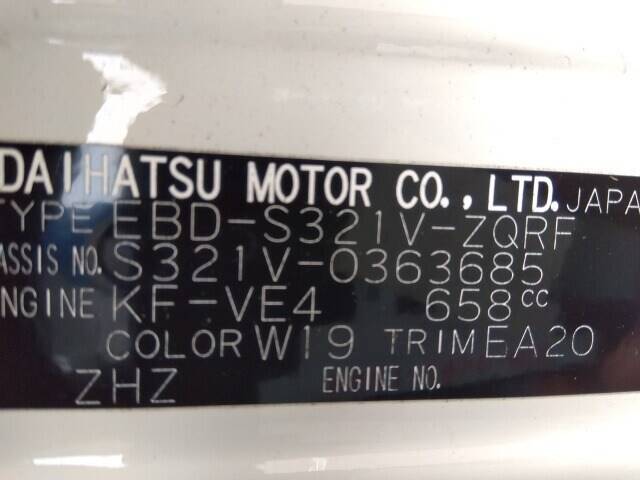 DAIHATSU MOTOR CO., LTD. JAPA
TYPE EBD-S321V-ZQRF
ASSIS NO. S321V-0363685
NGINE KF-VE4 658cc
COLOR W19 TRIM EA20
ZHZ ENGINE NO.